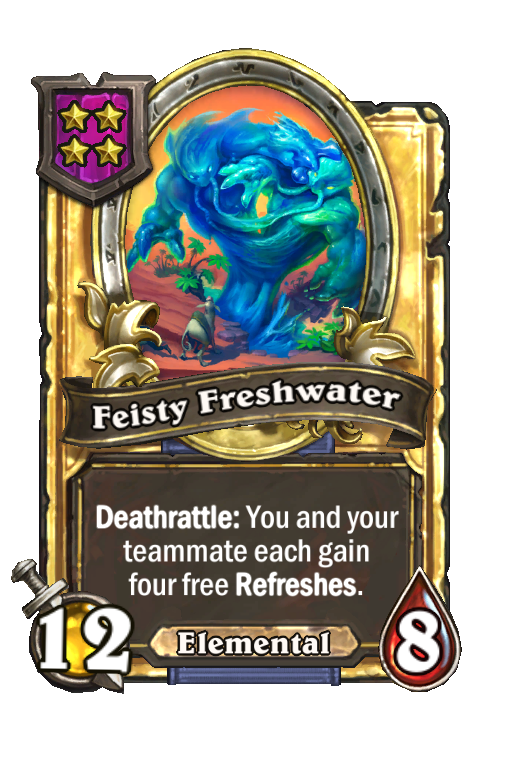 Feisty Freshwater
Deathrattle: You and your
teammate each gain
four free Refreshes.
12
Elemental
8